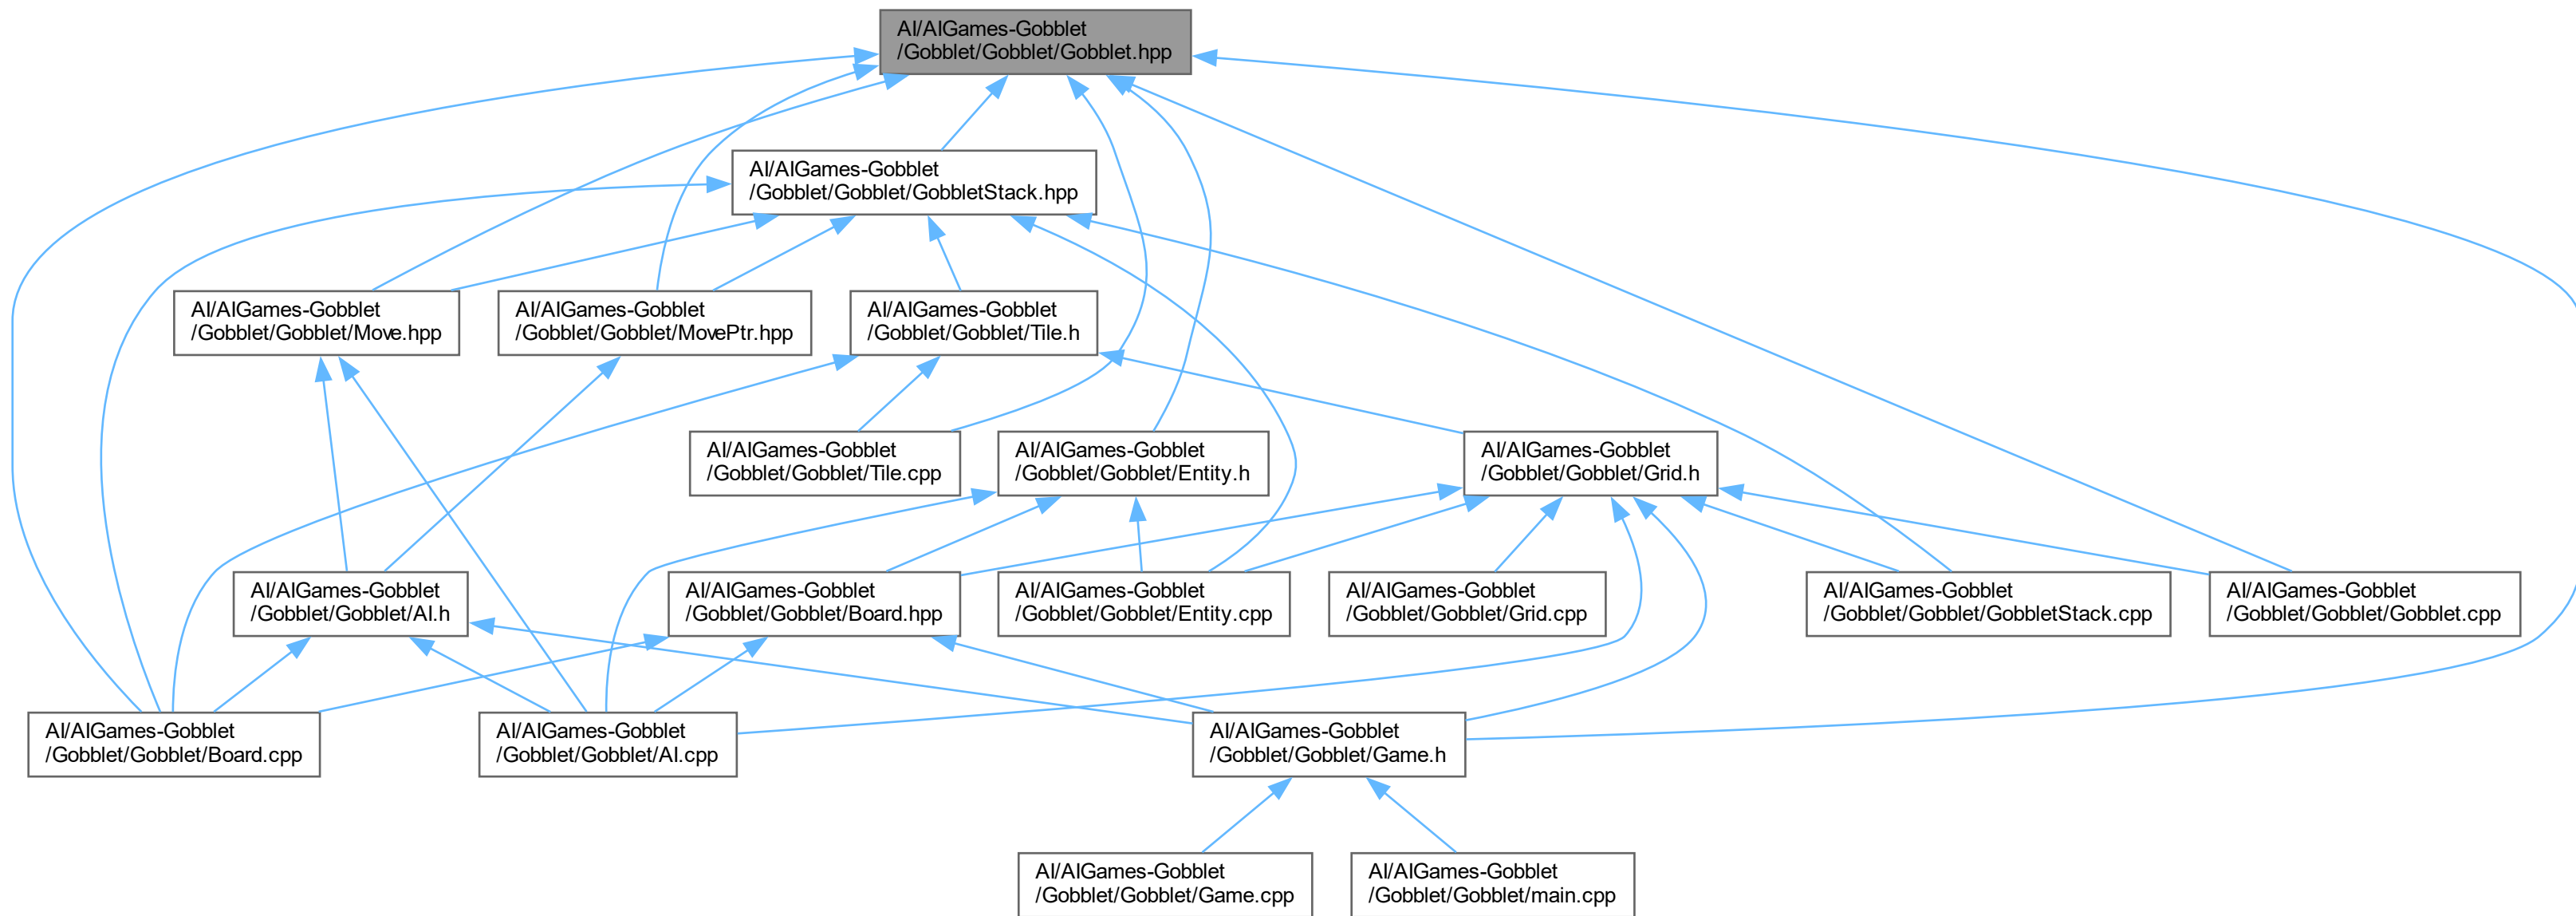 AI/AIGames-Gobblet
/Gobblet/Gobblet/Gobblet.hpp
AI/AIGames-Gobblet
/Gobblet/Gobblet/GobbletStack.hpp
AI/AIGames-Gobblet
/Gobblet/Gobblet/Move.hpp
AI/AIGames-Gobblet
/Gobblet/Gobblet/MovePtr.hpp
AI/AIGames-Gobblet
/Gobblet/Gobblet/Tile.h
AI/AIGames-Gobblet
/Gobblet/Gobblet/Tile.cpp
AI/AIGames-Gobblet
/Gobblet/Gobblet/Entity.h
AI/AIGames-Gobblet
/Gobblet/Gobblet/Grid.h
AI/AIGames-Gobblet
/Gobblet/Gobblet/AI.h
AI/AIGames-Gobblet
/Gobblet/Gobblet/Board.hpp
AI/AIGames-Gobblet
/Gobblet/Gobblet/Entity.cpp
AI/AIGames-Gobblet
/Gobblet/Gobblet/Grid.cpp
AI/AIGames-Gobblet
/Gobblet/Gobblet/GobbletStack.cpp
AI/AIGames-Gobblet
/Gobblet/Gobblet/Gobblet.cpp
AI/AIGames-Gobblet
/Gobblet/Gobblet/Board.cpp
AI/AIGames-Gobblet
/Gobblet/Gobblet/AI.cpp
AI/AIGames-Gobblet
/Gobblet/Gobblet/Game.h
AI/AIGames-Gobblet
/Gobblet/Gobblet/Game.cpp
AI/AIGames-Gobblet
/Gobblet/Gobblet/main.cpp